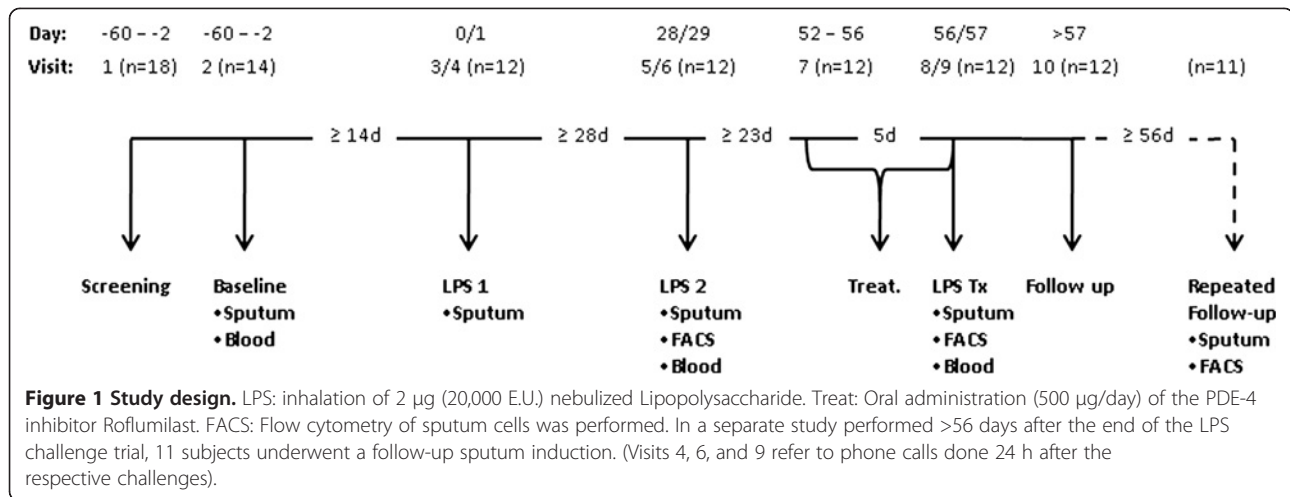 Day: -60 – -2 -60 – -2 0/1 28/29 52 – 56 56/57 >57
Visit: 1 (n=18) 2 (n=14) 3/4 (n=12) 5/6 (n=12) 7 (n=12) 8/9 (n=12) 10 (n=12) (n=11)
≥ 14d ≥ 28d ≥ 23d 5d ≥ 56d
Screening Baseline LPS 1 LPS 2 Treat. LPS Tx Follow up Repeated
•Sputum •Sputum •Sputum •Sputum Follow-up
•Blood •FACS •FACS •Sputum
•Blood •Blood •FACS
Figure 1 Study design. LPS: inhalation of 2 μg (20,000 E.U.) nebulized Lipopolysaccharide. Treat: Oral administration (500 μg/day) of the PDE-4
inhibitor Roflumilast. FACS: Flow cytometry of sputum cells was performed. In a separate study performed >56 days after the end of the LPS
challenge trial, 11 subjects underwent a follow-up sputum induction. (Visits 4, 6, and 9 refer to phone calls done 24 h after the
respective challenges).